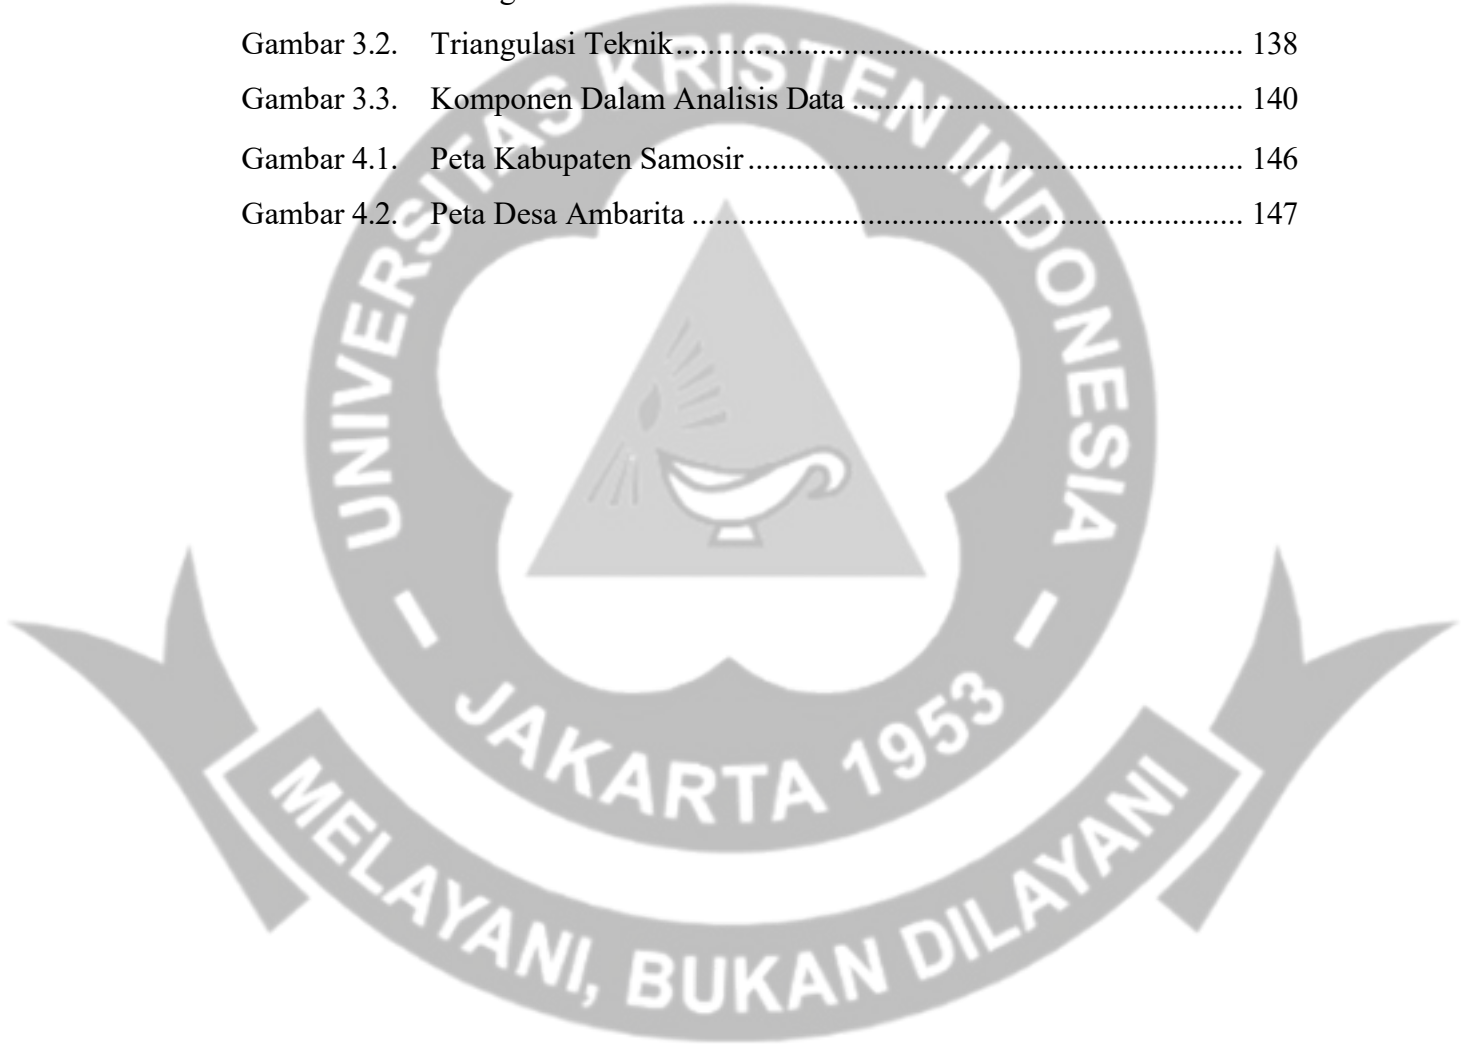 Gambar 3.2. Triangulasi Teknik........................................................................ 138
Gambar 3.3. Komponen Dalam Analisis Data ................................................. 140
Gambar 4.1. Peta Kabupaten Samosir.............................................................. 146
Gambar 4.2. Peta Desa Ambarita ..................................................................... 147
UNIVERSITAS KRISTEN INDONESIA
JAKARTA 1953
MELAYANI, BUKAN DILAYANI